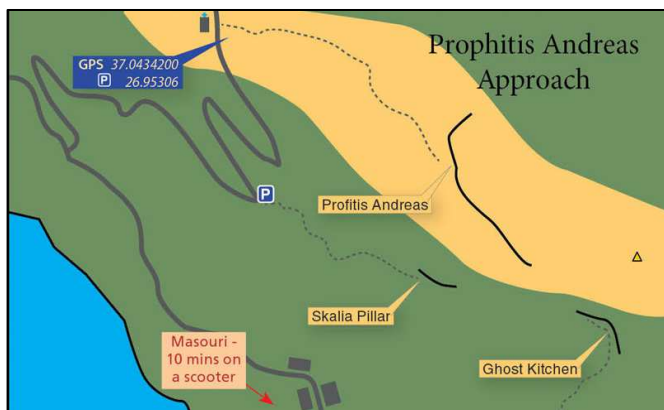 Prophitis Andreas
Approach
GPS 37.0434200
P 26.95306
P
Profitis Andreas
Skalia Pillar
Ghost Kitchen
Masouri -
10 mins on
a scooter